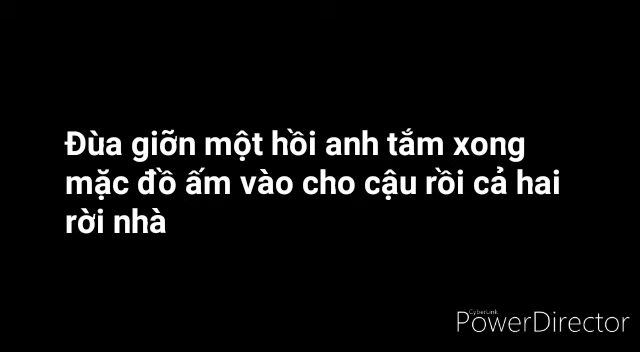 Đùa giỡn một hồi anh tắm xong
mặc đồ ấm vào cho cậu rồi cả hai
rời nhà
CyberLink
PowerDirector